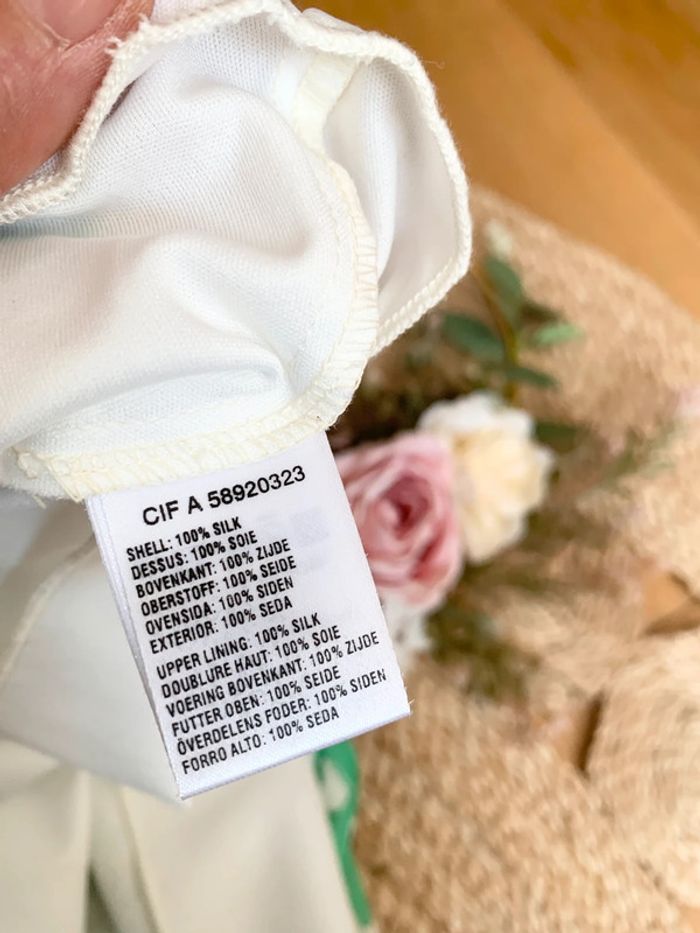 CIF A 58920323
SHELL: 100% SILK
DESSUS: 100% SOIE
BOVENKANT: 100% ZIJDE
OBERSTOFF: 100% SEIDE
OVENSIDA: 100% SIDEN
EXTERIOR: 100% SEDA
UPPER LINING: 100% SILK
DOUBLURE HAUT: 100% SOIE
VOERING BOVENKANT: 100% ZIJDE
FUTTER OBEN: 100% SEIDE
ÖVERDELENS FODER: 100% SIDEN
FORRO ALTO: 100% SEDA